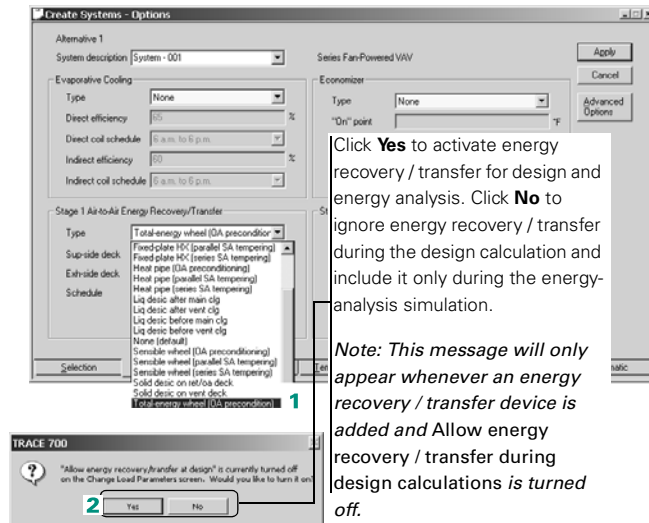 Create Systems - Options
Alternative 1
System description System - 001
Series Fan-Powered VAV
Apply
Cancel
Advanced Options
Evaporative Cooling
Type None
Direct efficiency 65 %
Direct coil schedule 6 a.m. to 6 p.m.
Indirect efficiency 60 %
Indirect coil schedule 6 a.m. to 6 p.m.
Economizer
Type None
"On" point °F
Stage 1 Air-to-Air Energy Recovery/Transfer
Type Total-energy wheel (OA precondition
Sup-side deck
Exh-side deck
Schedule
Fixed-plate HX (parallel SA tempering)
Fixed-plate HX (series SA tempering)
Heat pipe (OA preconditioning)
Heat pipe (parallel SA tempering)
Heat pipe (series SA tempering)
Liq desic after main clg
Liq desic after vent clg
Liq desic before main clg
Liq desic before vent clg
None (default)
Sensible wheel (OA preconditioning)
Sensible wheel (parallel SA tempering)
Sensible wheel (series SA tempering)
Solid desic on ret/oa deck
Solid desic on vent deck
Total-energy wheel (OA precondition)
1
Selection
Click Yes to activate energy
recovery / transfer for design and
energy analysis. Click No to
ignore energy recovery / transfer
during the design calculation and
include it only during the energy-
analysis simulation.
Note: This message will only
appear whenever an energy
recovery / transfer device is
added and Allow energy
recovery / transfer during
design calculations is turned
off.
TRACE 700
"Allow energy recovery/transfer at design" is currently turned off
on the Change Load Parameters screen. Would you like to turn it on
2
Yes
No